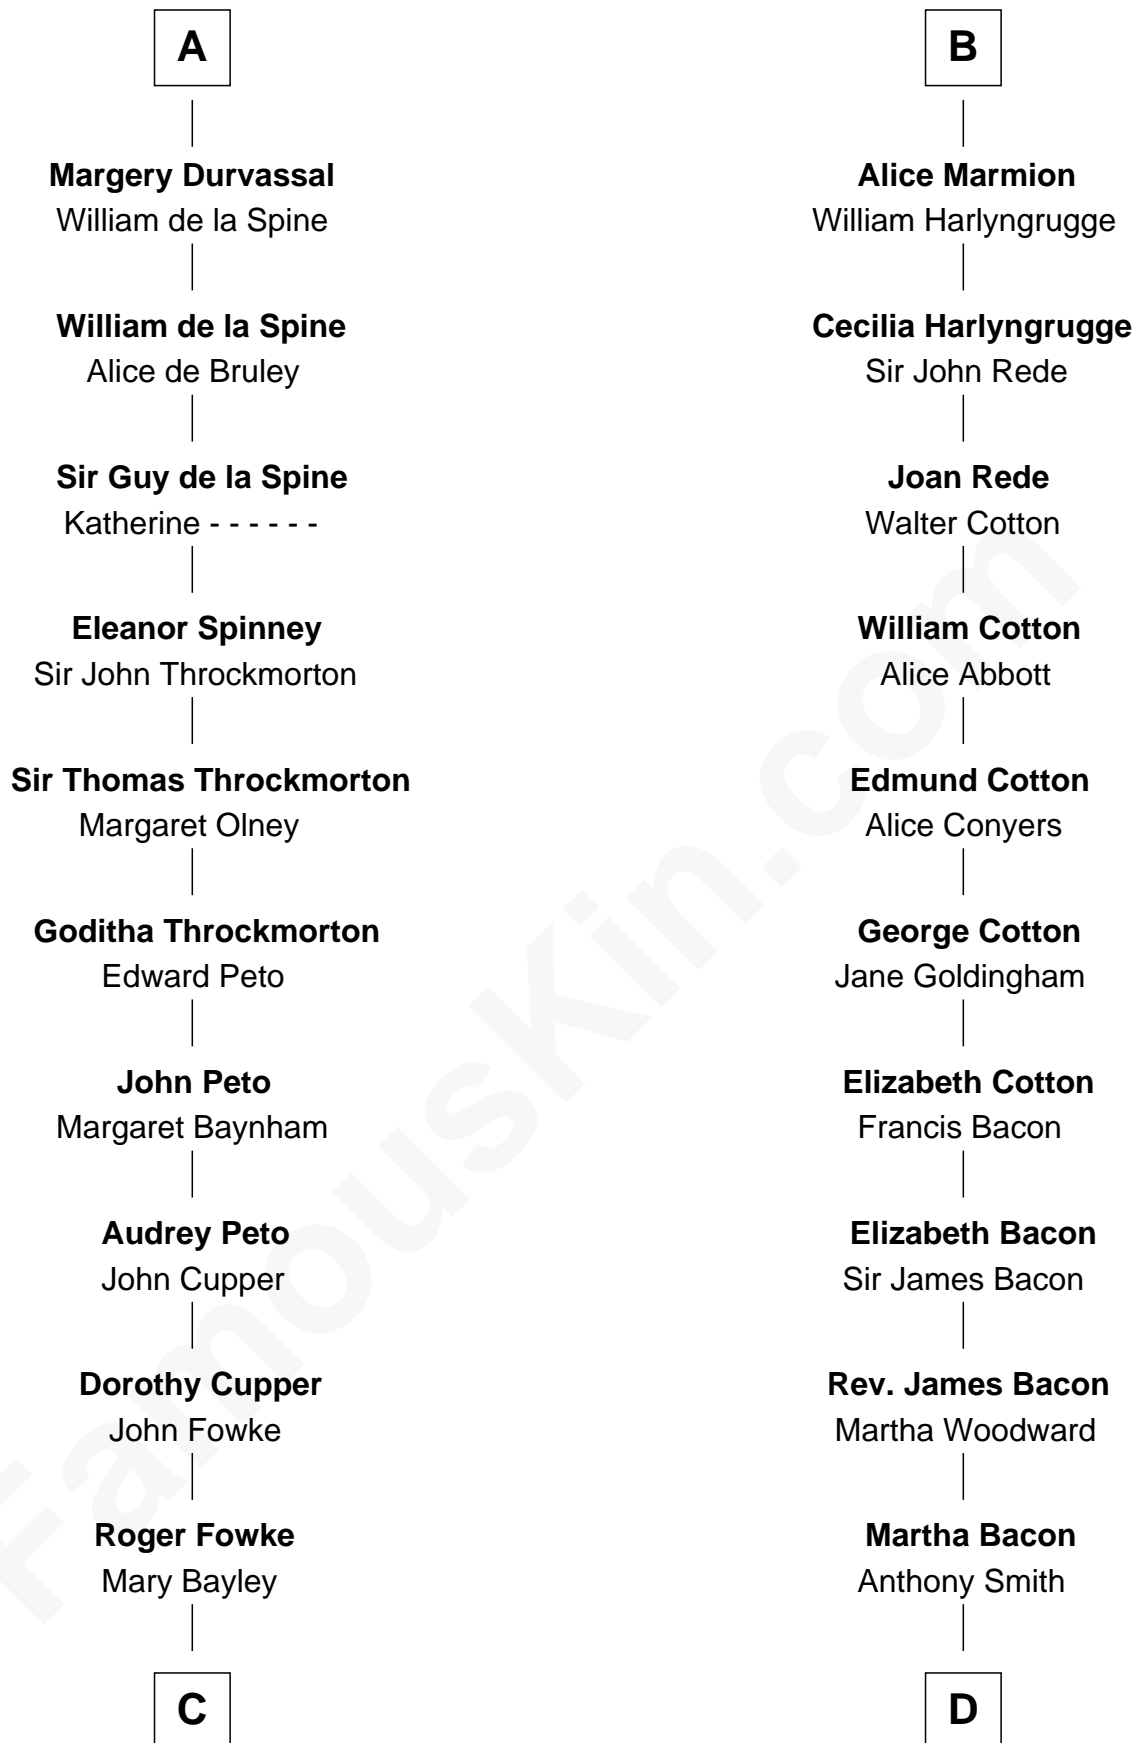 A
Margery Durvassal
William de la Spine
William de la Spine
Alice de Bruley
Sir Guy de la Spine
Katherine - - - - - -
Eleanor Spinney
Sir John Throckmorton
Sir Thomas Throckmorton
Margaret Olney
Goditha Throckmorton
Edward Peto
John Peto
Margaret Baynham
Audrey Peto
John Cupper
Dorothy Cupper
John Fowke
Roger Fowke
Mary Bayley
C
B
Alice Marmion
William Harlyngrugge
Cecilia Harlyngrugge
Sir John Rede
Joan Rede
Walter Cotton
William Cotton
Alice Abbott
Edmund Cotton
Alice Conyers
George Cotton
Jane Goldingham
Elizabeth Cotton
Francis Bacon
Elizabeth Bacon
Sir James Bacon
Rev. James Bacon
Martha Woodward
Martha Bacon
Anthony Smith
D
FamousKin.com